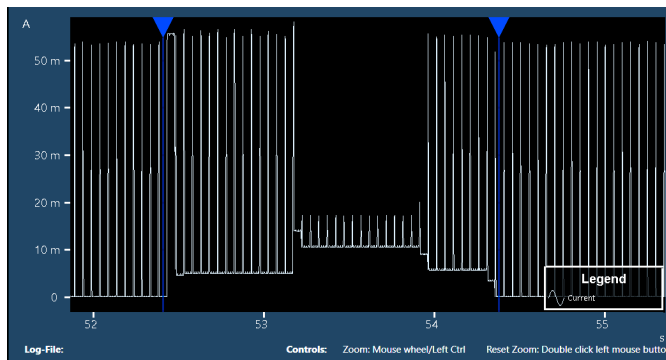 A
50 m
40 m
30 m
20 m
10 m
0
Legend
Current
52
53
54
55
s
Log-File:
Controls: Zoom: Mouse wheel/Left Ctrl Reset Zoom: Double click left mouse butto